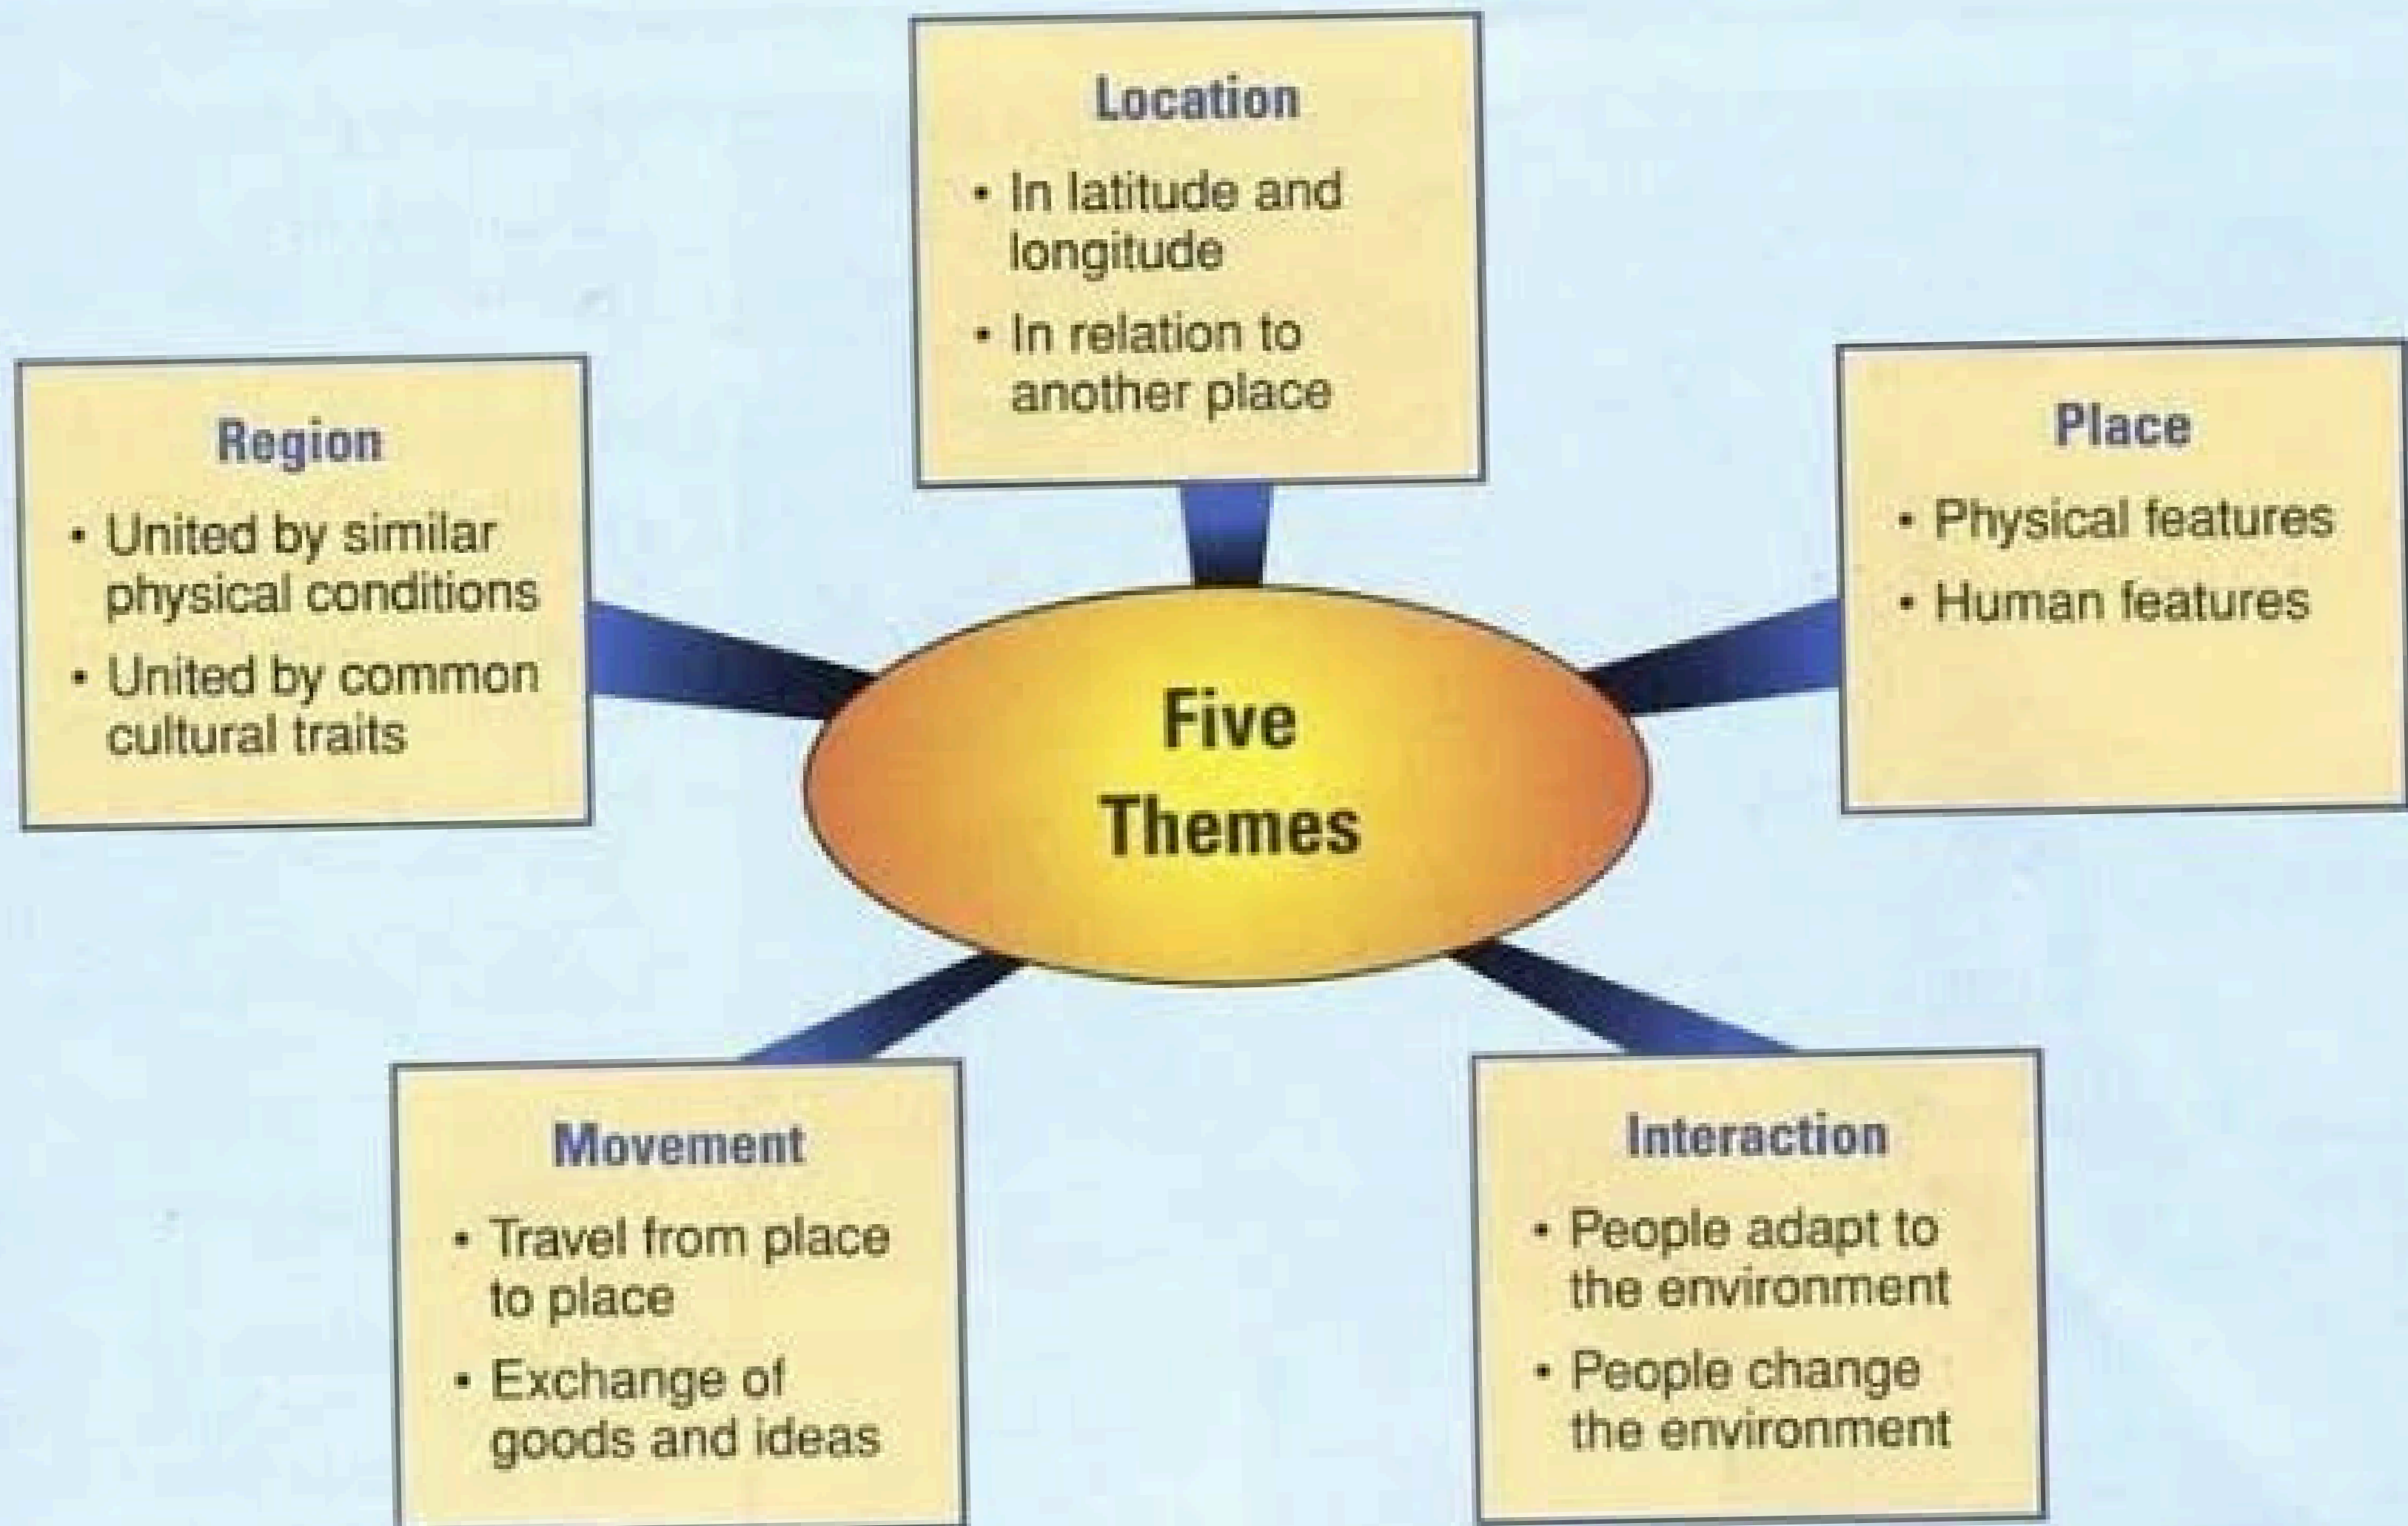 Location
• In latitude and
longitude
• In relation to
another place
Region
• United by similar
physical conditions
• United by common
cultural traits
Place
• Physical features
• Human features
Five
Themes
Movement
• Travel from place
to place
• Exchange of
goods and ideas
Interaction
• People adapt to
the environment
• People change
the environment